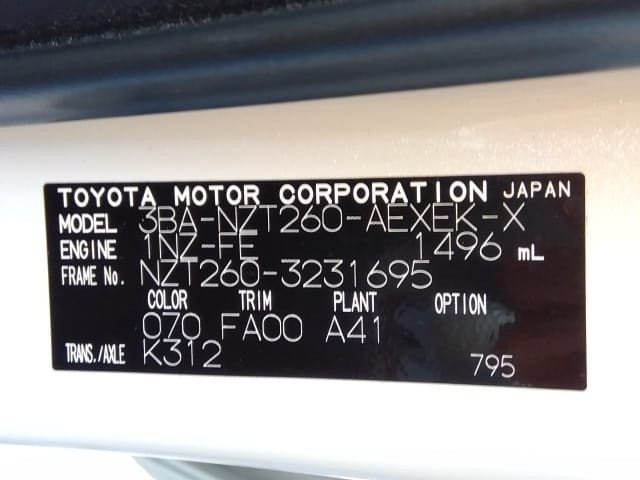 TOYOTA MOTOR CORPORATION JAPAN
MODEL 3BA-NZT260-AEXEK-X
ENGINE 1NZ-FE 1496 mL
FRAME No. NZT260-3231695
COLOR TRIM PLANT OPTION
070 FA00 A41
TRANS./AXLE K312
795